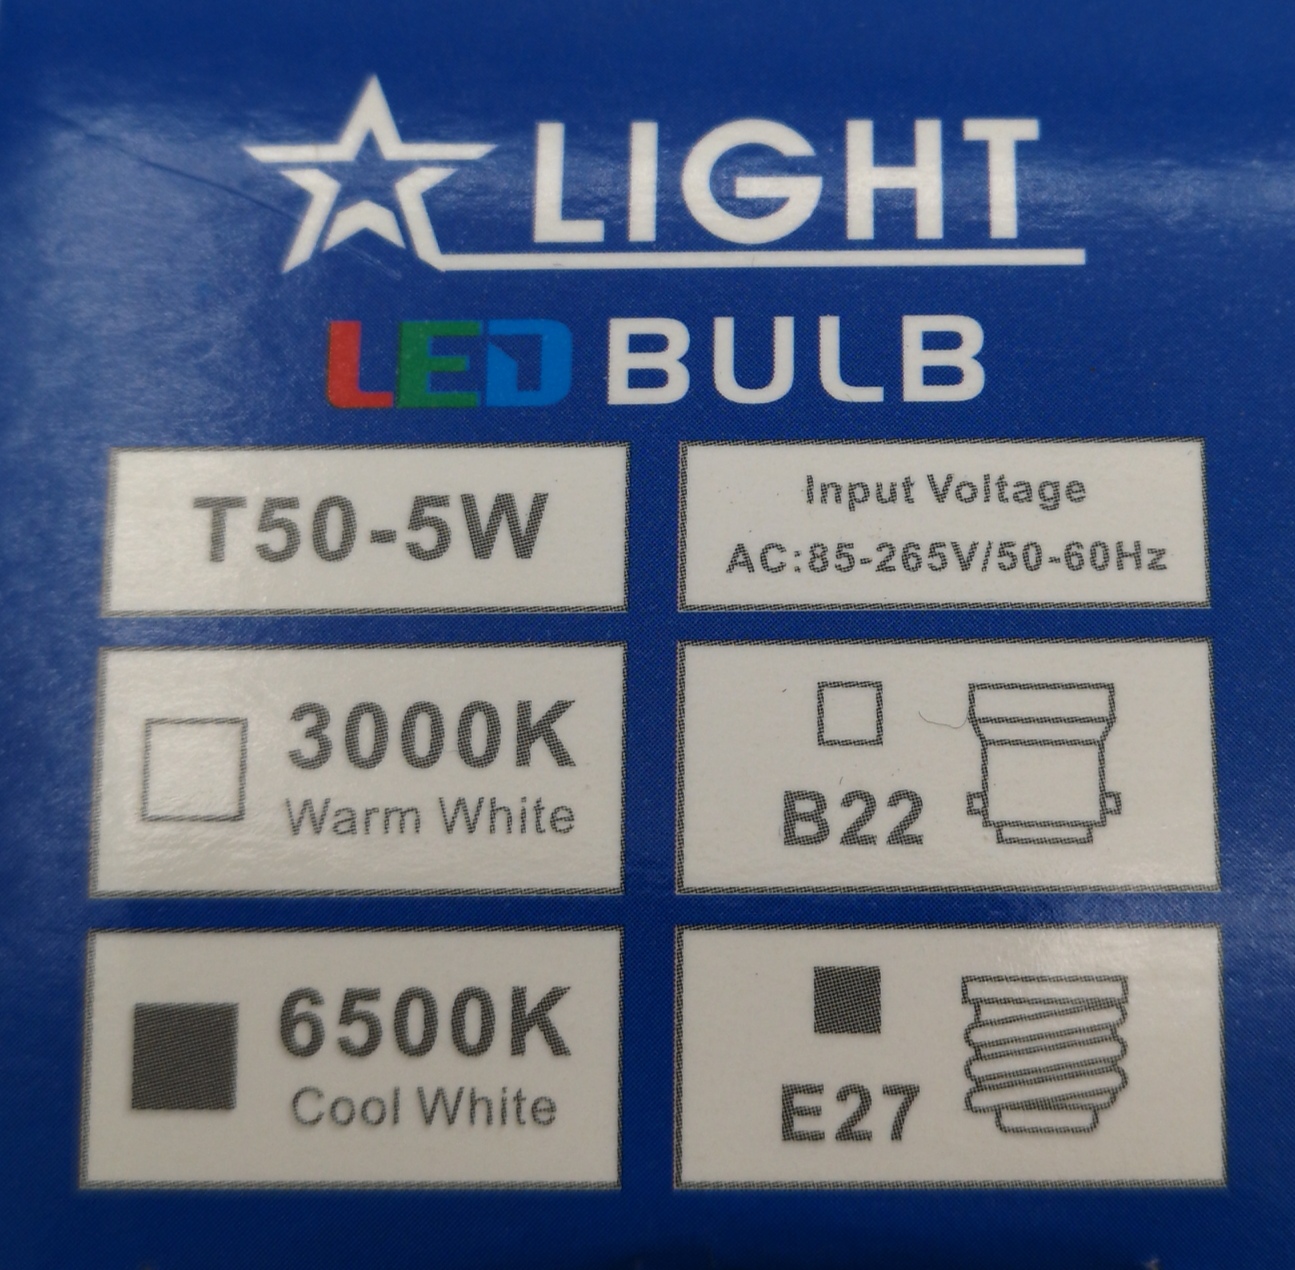 LIGHT
LED BULB
T50-5W
Input Voltage
AC:85-265V/50-60Hz
3000K
Warm White
B22
6500K
Cool White
E27